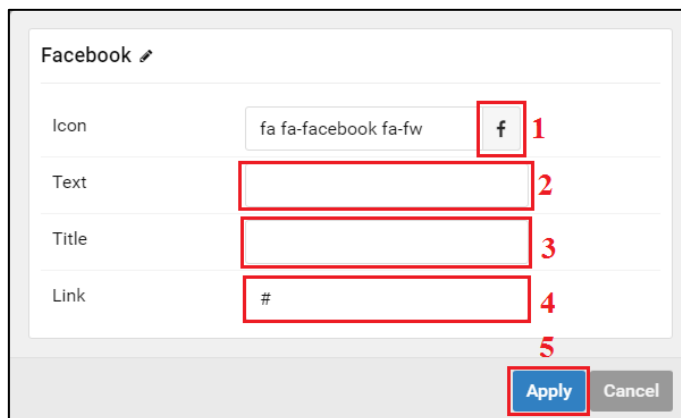 Facebook
Icon fa fa-facebook fa-fw 1
Text 2
Title 3
Link # 4
5
Apply Cancel